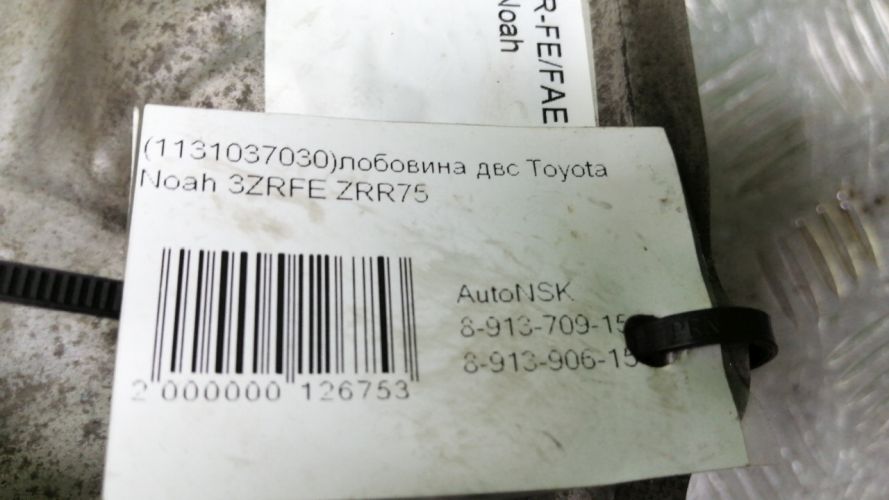 R-FE/FAE
Noah
(1131037030)лобовина двс Toyota
Noah 3ZRFE ZRR75
AutoNSK
8-913-709-15
8-913-906-15
2 000000 126753